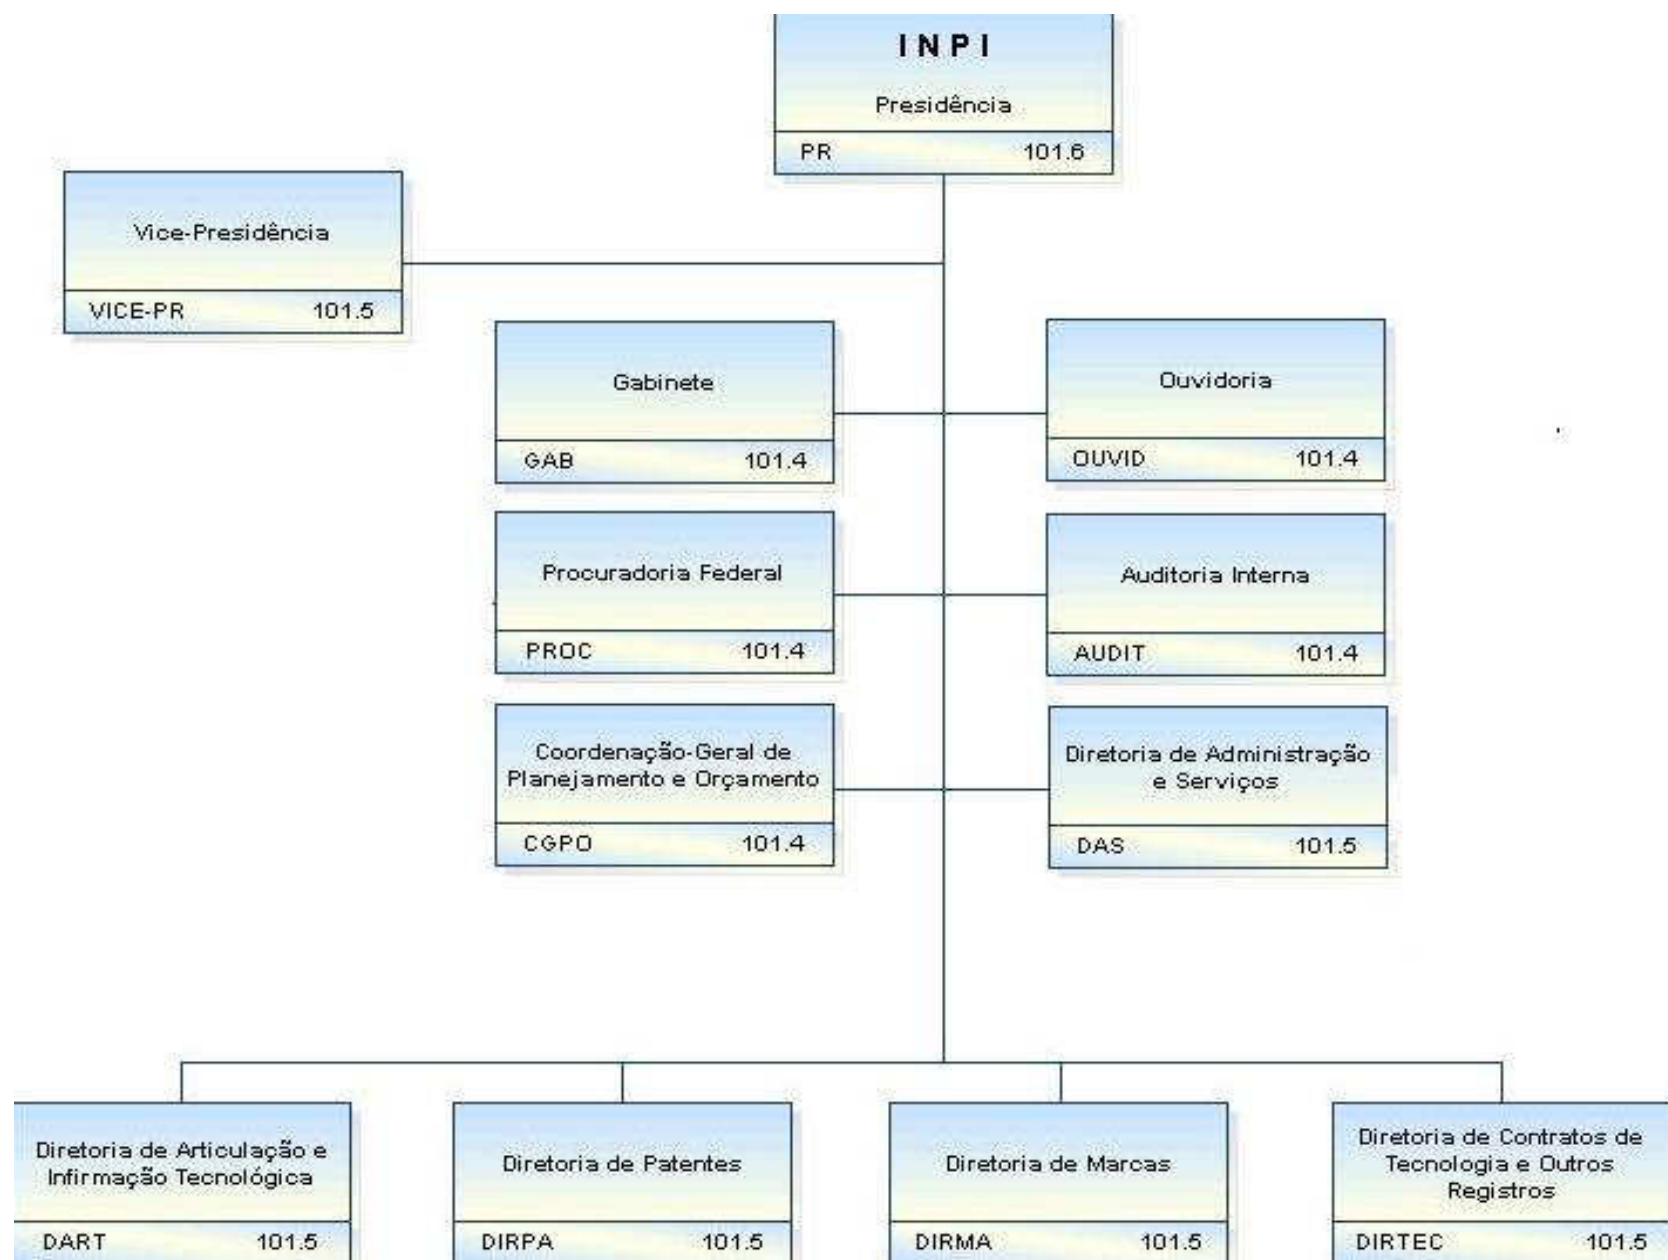 I N P I
Presidência
PR 101.6
Vice-Presidência
VICE-PR 101.5
Gabinete
GAB 101.4
Ouvidoria
OUVID 101.4
Procuradoria Federal
PROC 101.4
Auditoria Interna
AUDIT 101.4
Coordenação-Geral de
Planejamento e Orçamento
CGPO 101.4
Diretoria de Administração
e Serviços
DAS 101.5
Diretoria de Articulação e
Infirmação Tecnológica
DART 101.5
Diretoria de Patentes
DIRPA 101.5
Diretoria de Marcas
DIRMA 101.5
Diretoria de Contratos de
Tecnologia e Outros
Registros
DIRTEC 101.5